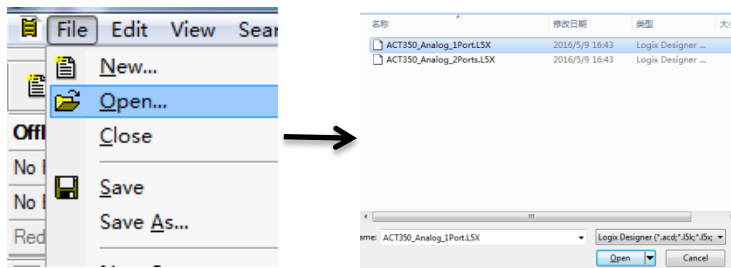 File Edit View Sear
New...
Open...
Close
Save
Save As...
Offl
No
No
Red
名称 修改日期 类型 大小
ACT350_Analog_1Port.L5X 2016/5/9 16:43 Logix Designer ...
ACT350_Analog_2Ports.L5X 2016/5/9 16:43 Logix Designer ...
ame: ACT350_Analog_1Port.L5X Logix Designer (*.acd;*.l5k;*.l5x;
Open Cancel